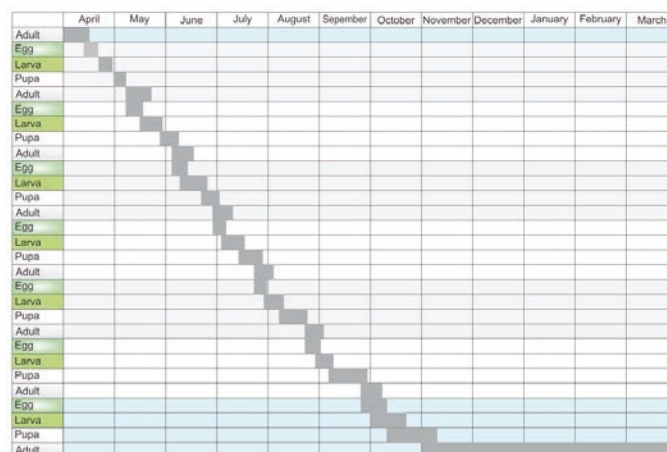 April May June July August Sepember October November December January February March
Adult
Egg
Larva
Pupa
Adult
Egg
Larva
Pupa
Adult
Egg
Larva
Pupa
Adult
Egg
Larva
Pupa
Adult
Egg
Larva
Pupa
Adult
Egg
Larva
Pupa
Adult
Egg
Larva
Pupa
Adult